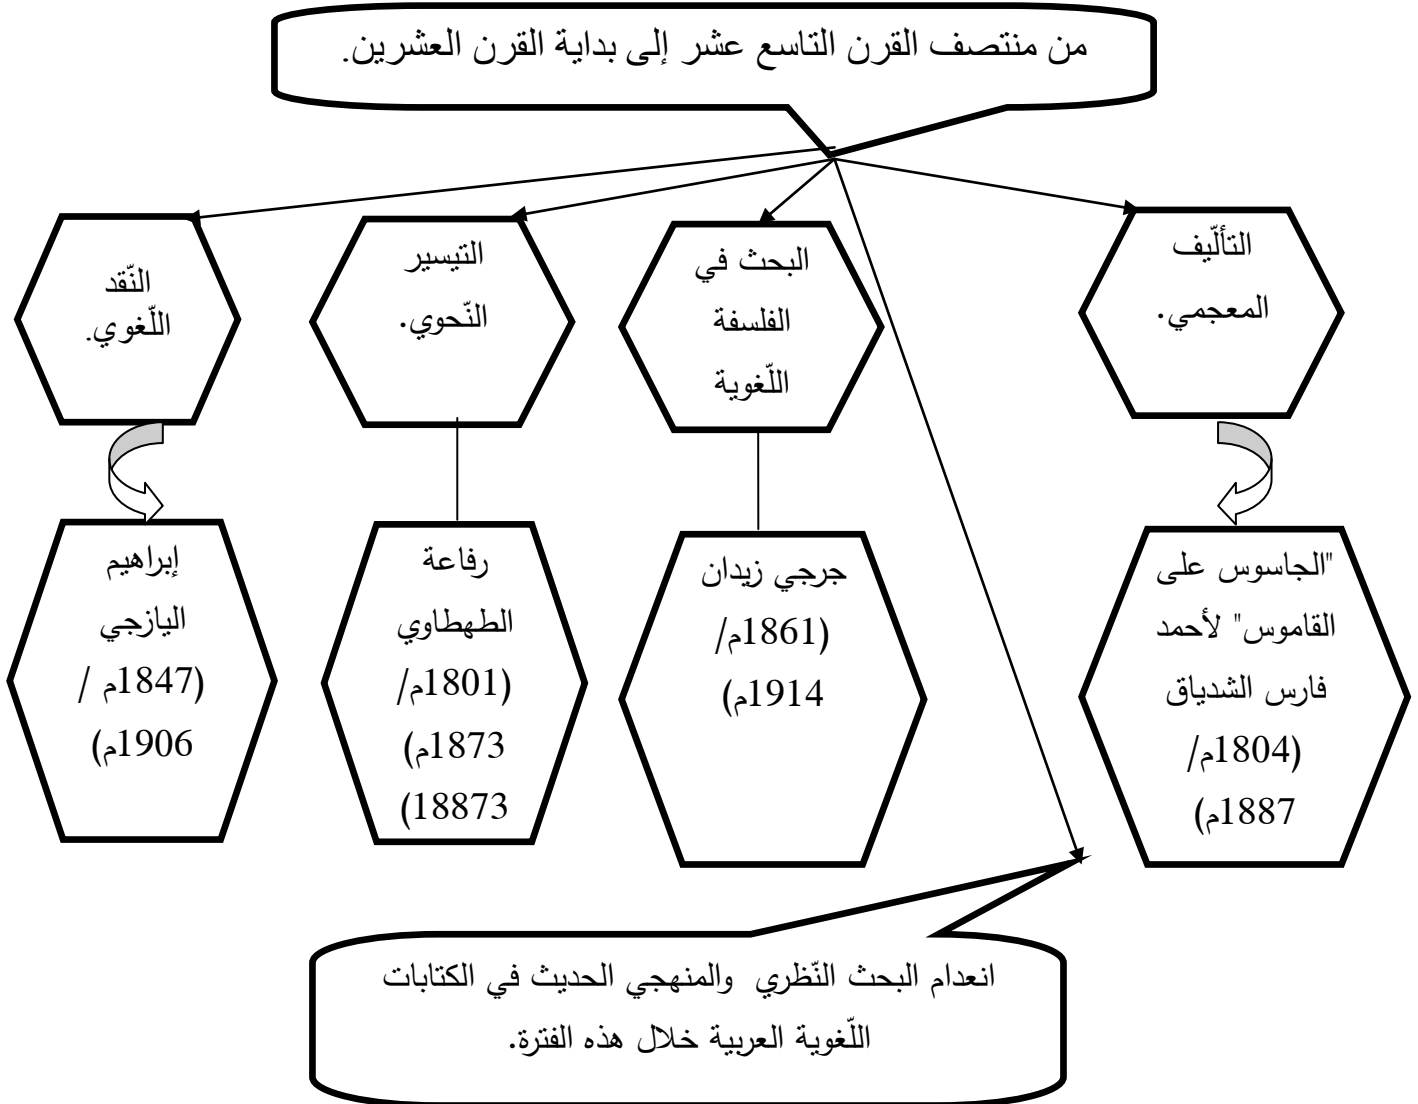 من منتصف القرن التاسع عشر إلى بداية القرن العشرين.
التألّيف
المعجمي.
البحث في
الفلسفة
اللّغوية
التيسير
النّحوي.
النّقد
اللّغوي.
"الجاسوس على
القاموس" لأحمد
فارس الشدياق
(1804م/
1887م)
جرجي زيدان
(1861م/
1914م)
رفاعة
الطهطاوي
(1801م/
1873م)
18873)
إبراهيم
اليازجي
(1847م /
1906م)
انعدام البحث النّظري والمنهجي الحديث في الكتابات
اللّغوية العربية خلال هذه الفترة.